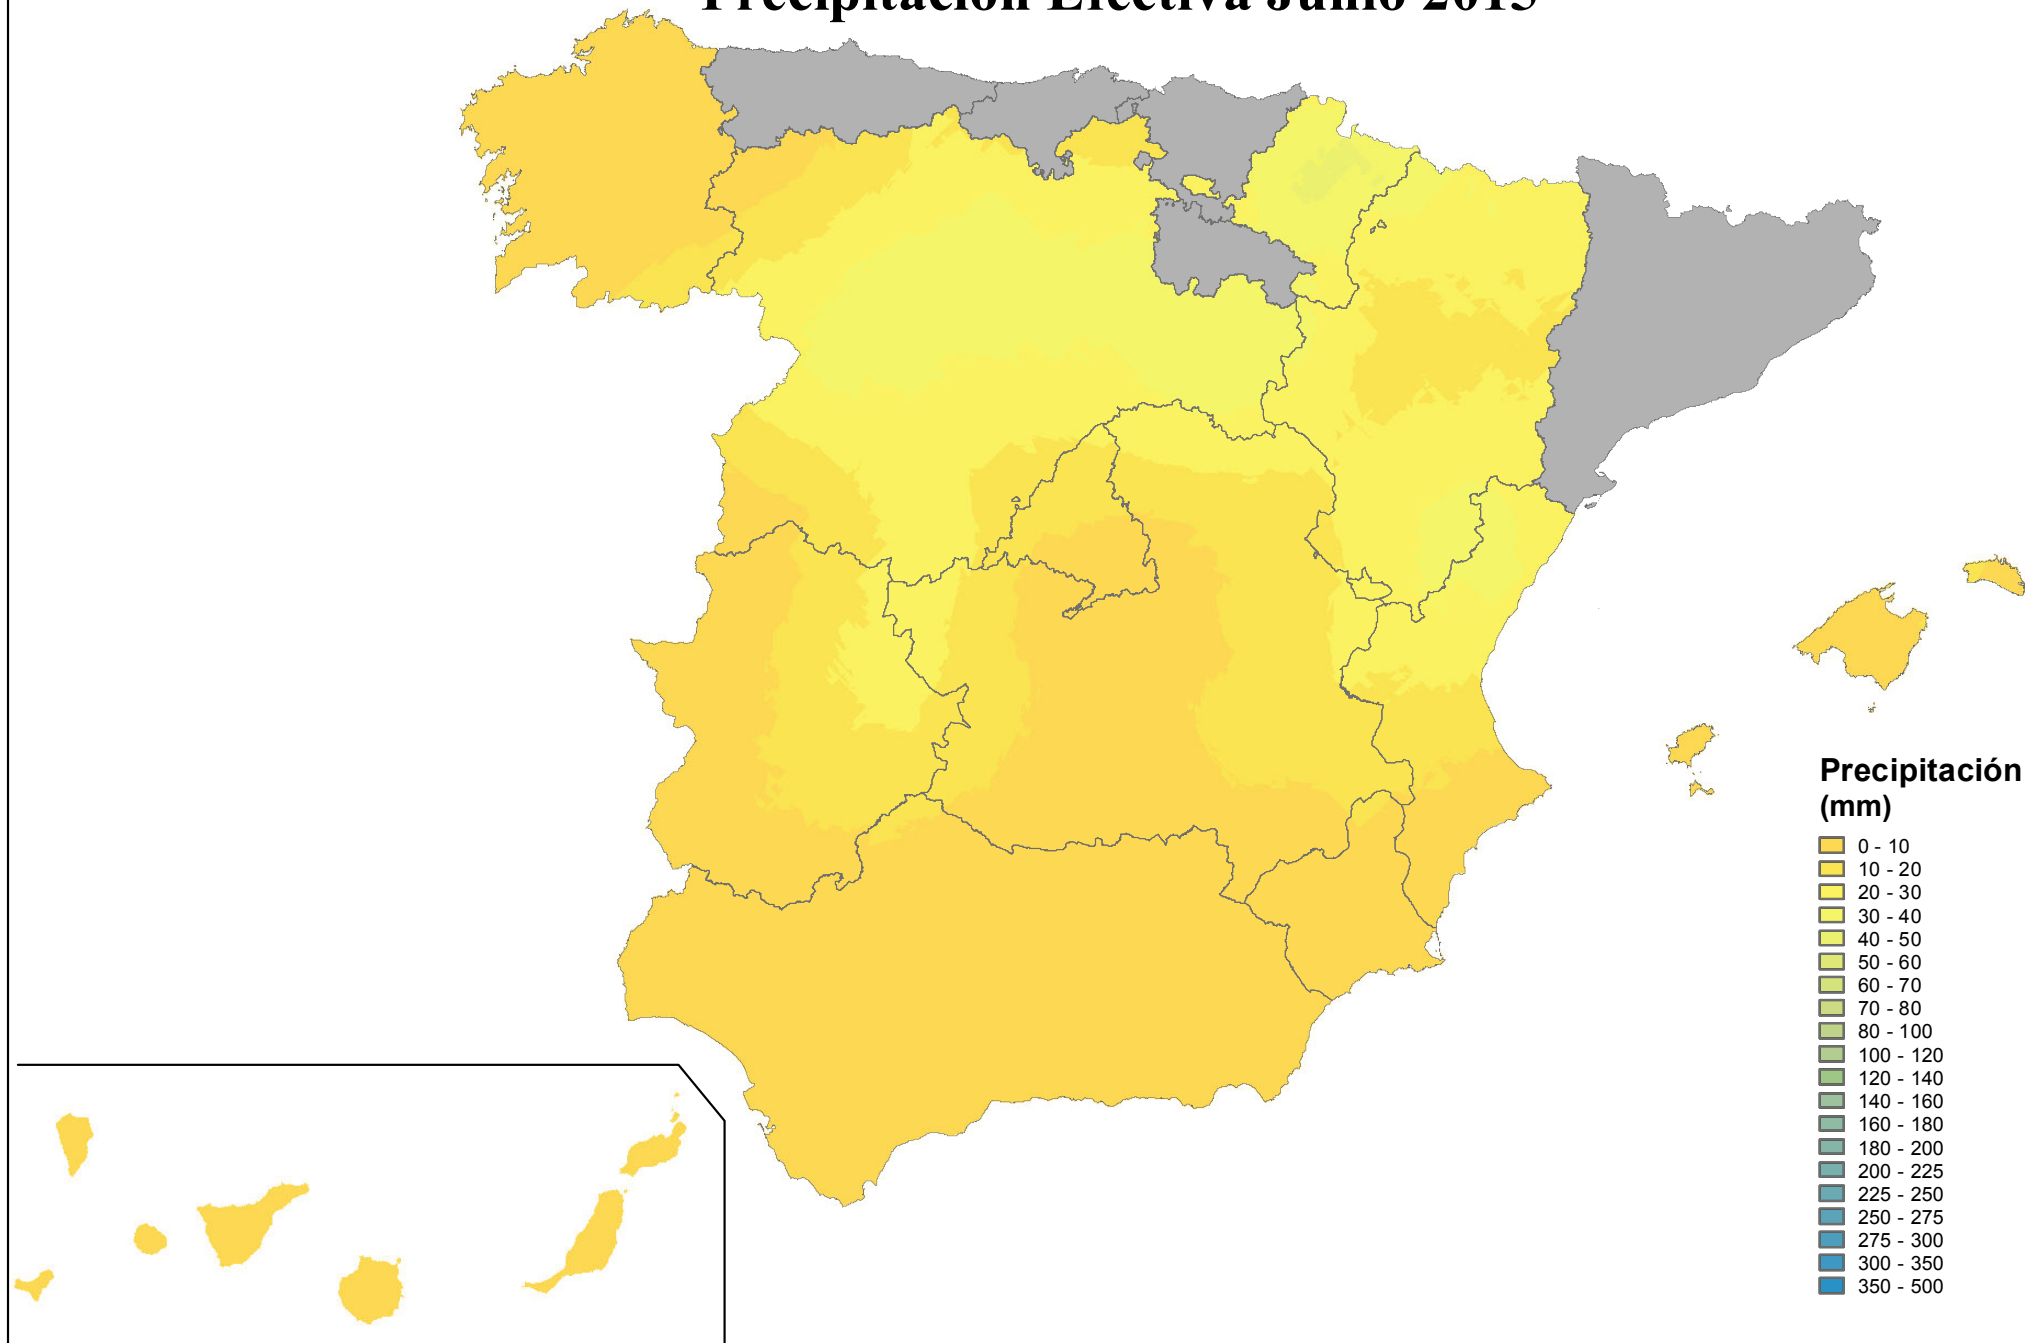 Precipitación Efectiva Junio 2015
Precipitación
(mm)
0 - 10
10 - 20
20 - 30
30 - 40
40 - 50
50 - 60
60 - 70
70 - 80
80 - 100
100 - 120
120 - 140
140 - 160
160 - 180
180 - 200
200 - 225
225 - 250
250 - 275
275 - 300
300 - 350
350 - 500